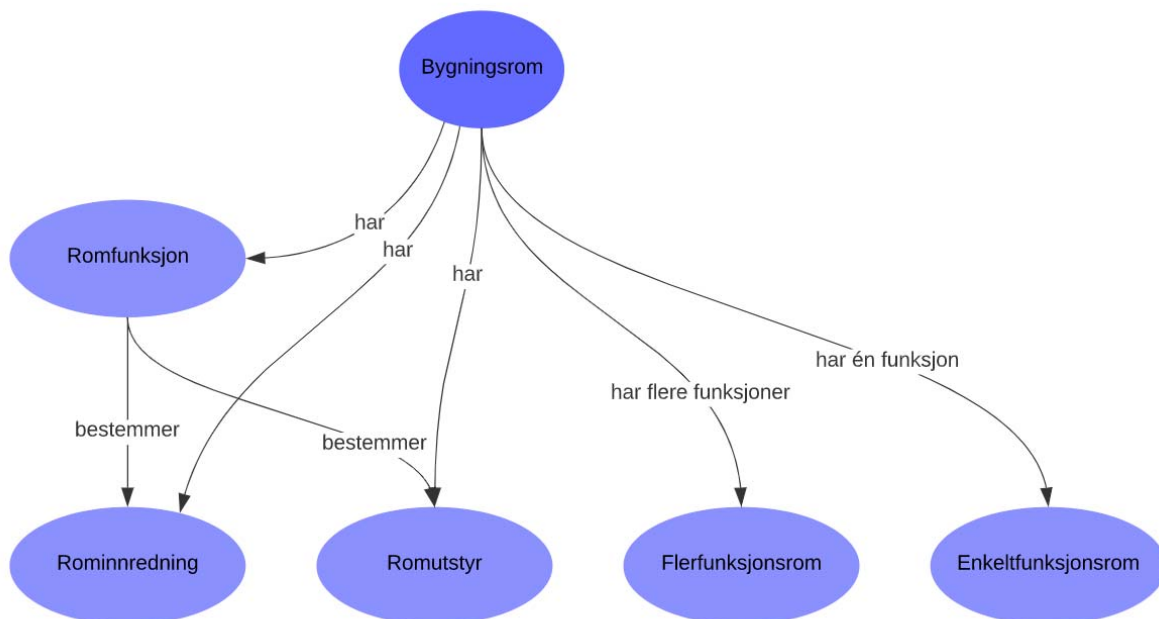 Bygningsrom
har
Romfunksjon
har
har
har én funksjon
har flere funksjoner
bestemmer
bestemmer
Rominnredning
Romutstyr
Flerfunksjonsrom
Enkeltfunksjonsrom